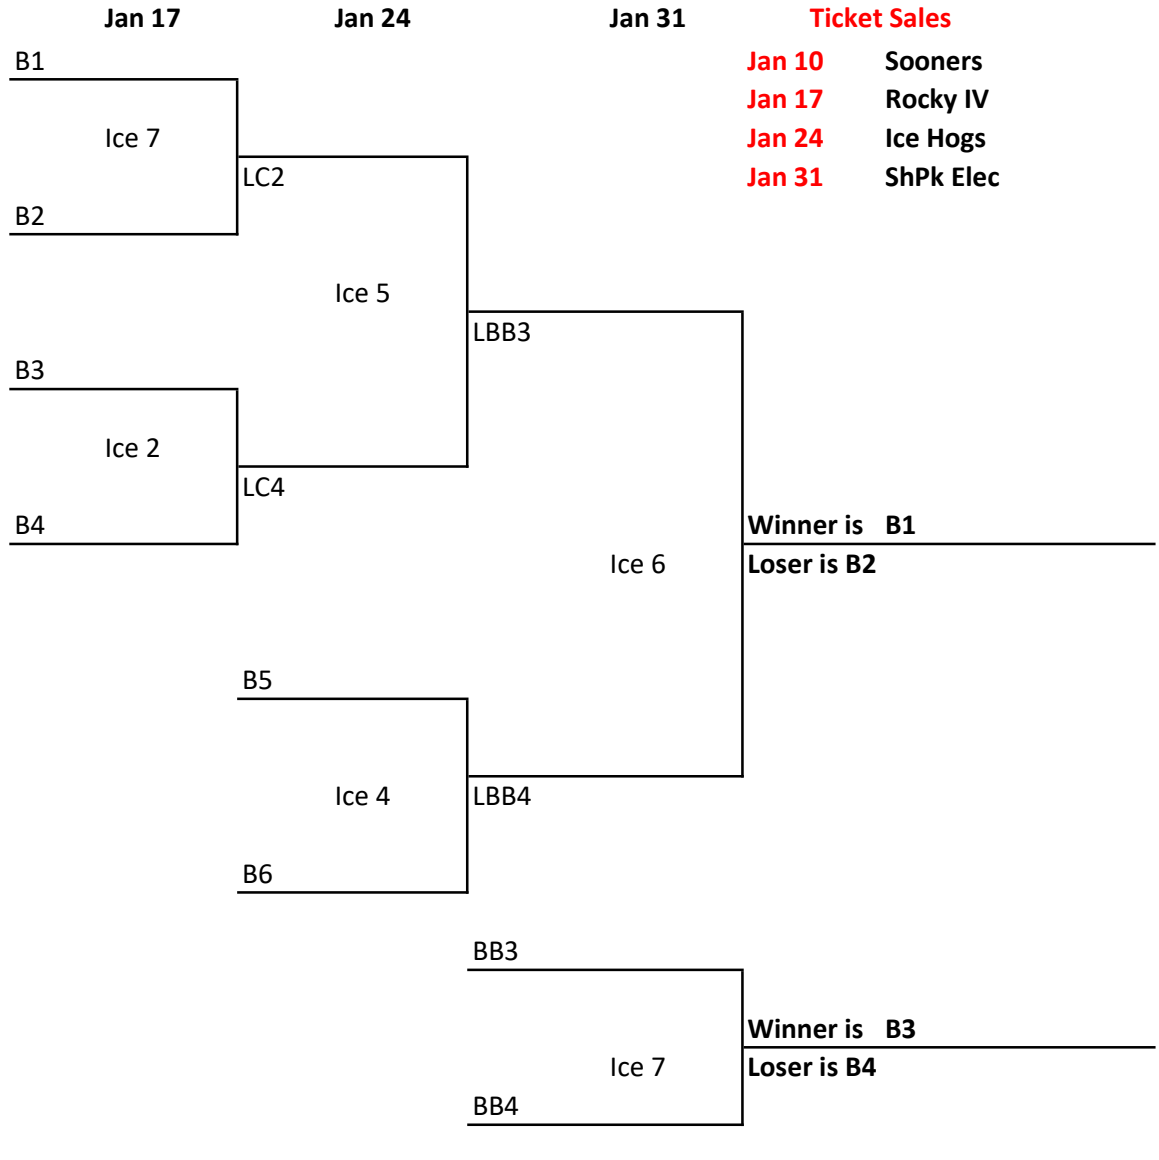 Jan 17 Jan 24 Jan 31 Ticket Sales
B1 Jan 10 Sooners
Jan 17 Rocky IV
Ice 7 Jan 24 Ice Hogs
LC2 Jan 31 ShPk Elec
B2
Ice 5
LBB3
B3
Ice 2
LC4
B4 Winner is B1
Ice 6 Loser is B2
B5
Ice 4 LBB4
B6
BB3
Winner is B3
Ice 7 Loser is B4
BB4